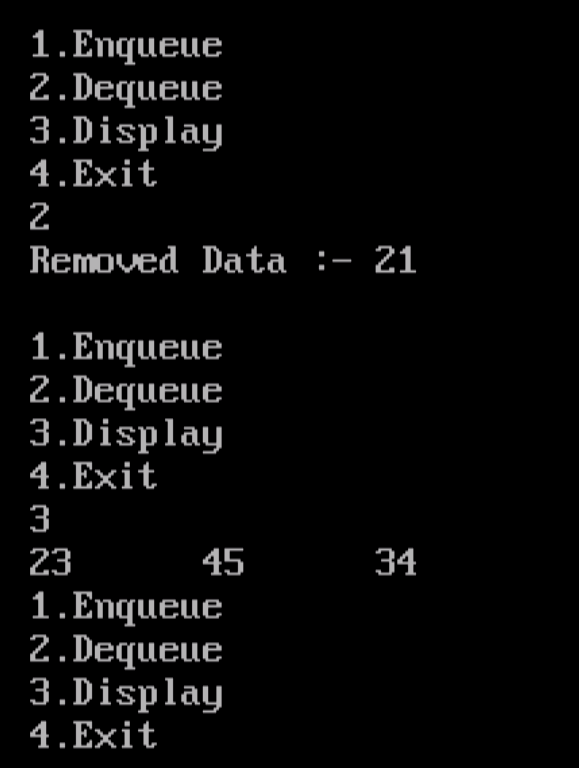 1.Enqueue
2.Dequeue
3.Display
4.Exit
2
Removed Data :- 21
1.Enqueue
2.Dequeue
3.Display
4.Exit
3
23 45 34
1.Enqueue
2.Dequeue
3.Display
4.Exit